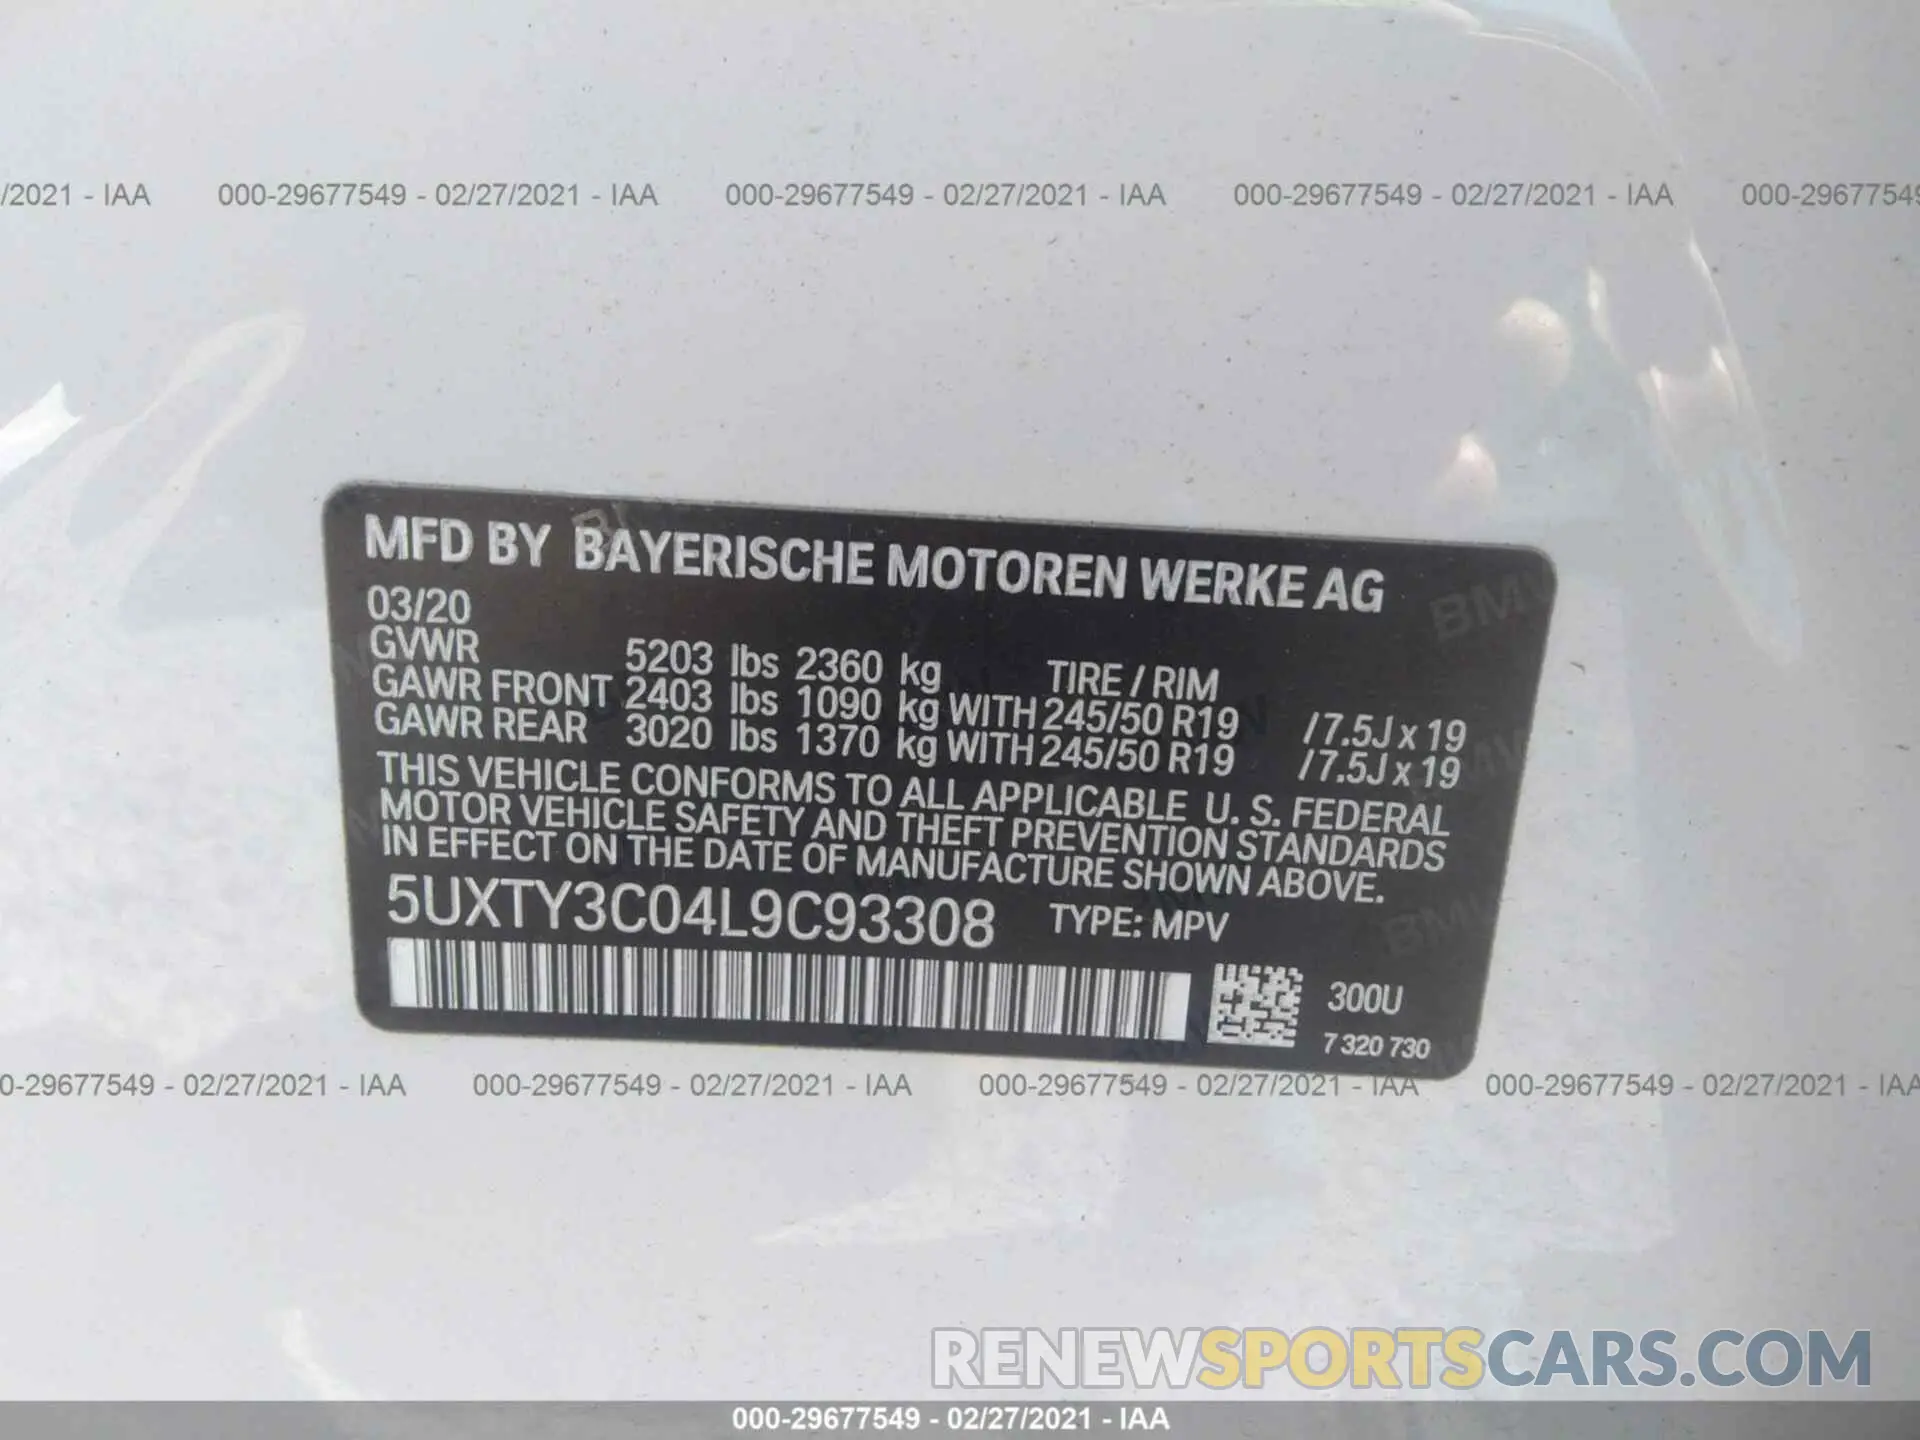 /2021 - IAA 000-29677549 - 02/27/2021 - IAA 000-29677549 - 02/27/2021 - IAA 000-29677549 - 02/27/2021 - IAA 000-29677549
MFD BY BAYERISCHE MOTOREN WERKE AG
03/20
GVWR 5203 lbs 2360 kg TIRE / RIM
GAWR FRONT 2403 lbs 1090 kg WITH 245/50 R19 / 7.5J x 19
GAWR REAR 3020 lbs 1370 kg WITH 245/50 R19 / 7.5J x 19
THIS VEHICLE CONFORMS TO ALL APPLICABLE U. S. FEDERAL
MOTOR VEHICLE SAFETY AND THEFT PREVENTION STANDARDS
IN EFFECT ON THE DATE OF MANUFACTURE SHOWN ABOVE.
5UXTY3C04L9C93308 TYPE: MPV
300U
7 320 730
0-29677549 - 02/27/2021 - IAA 000-29677549 - 02/27/2021 - IAA 000-29677549 - 02/27/2021 - IAA 000-29677549 - 02/27/2021 - IAA
RENEWSPORTSCARS.COM
000-29677549 - 02/27/2021 - IAA